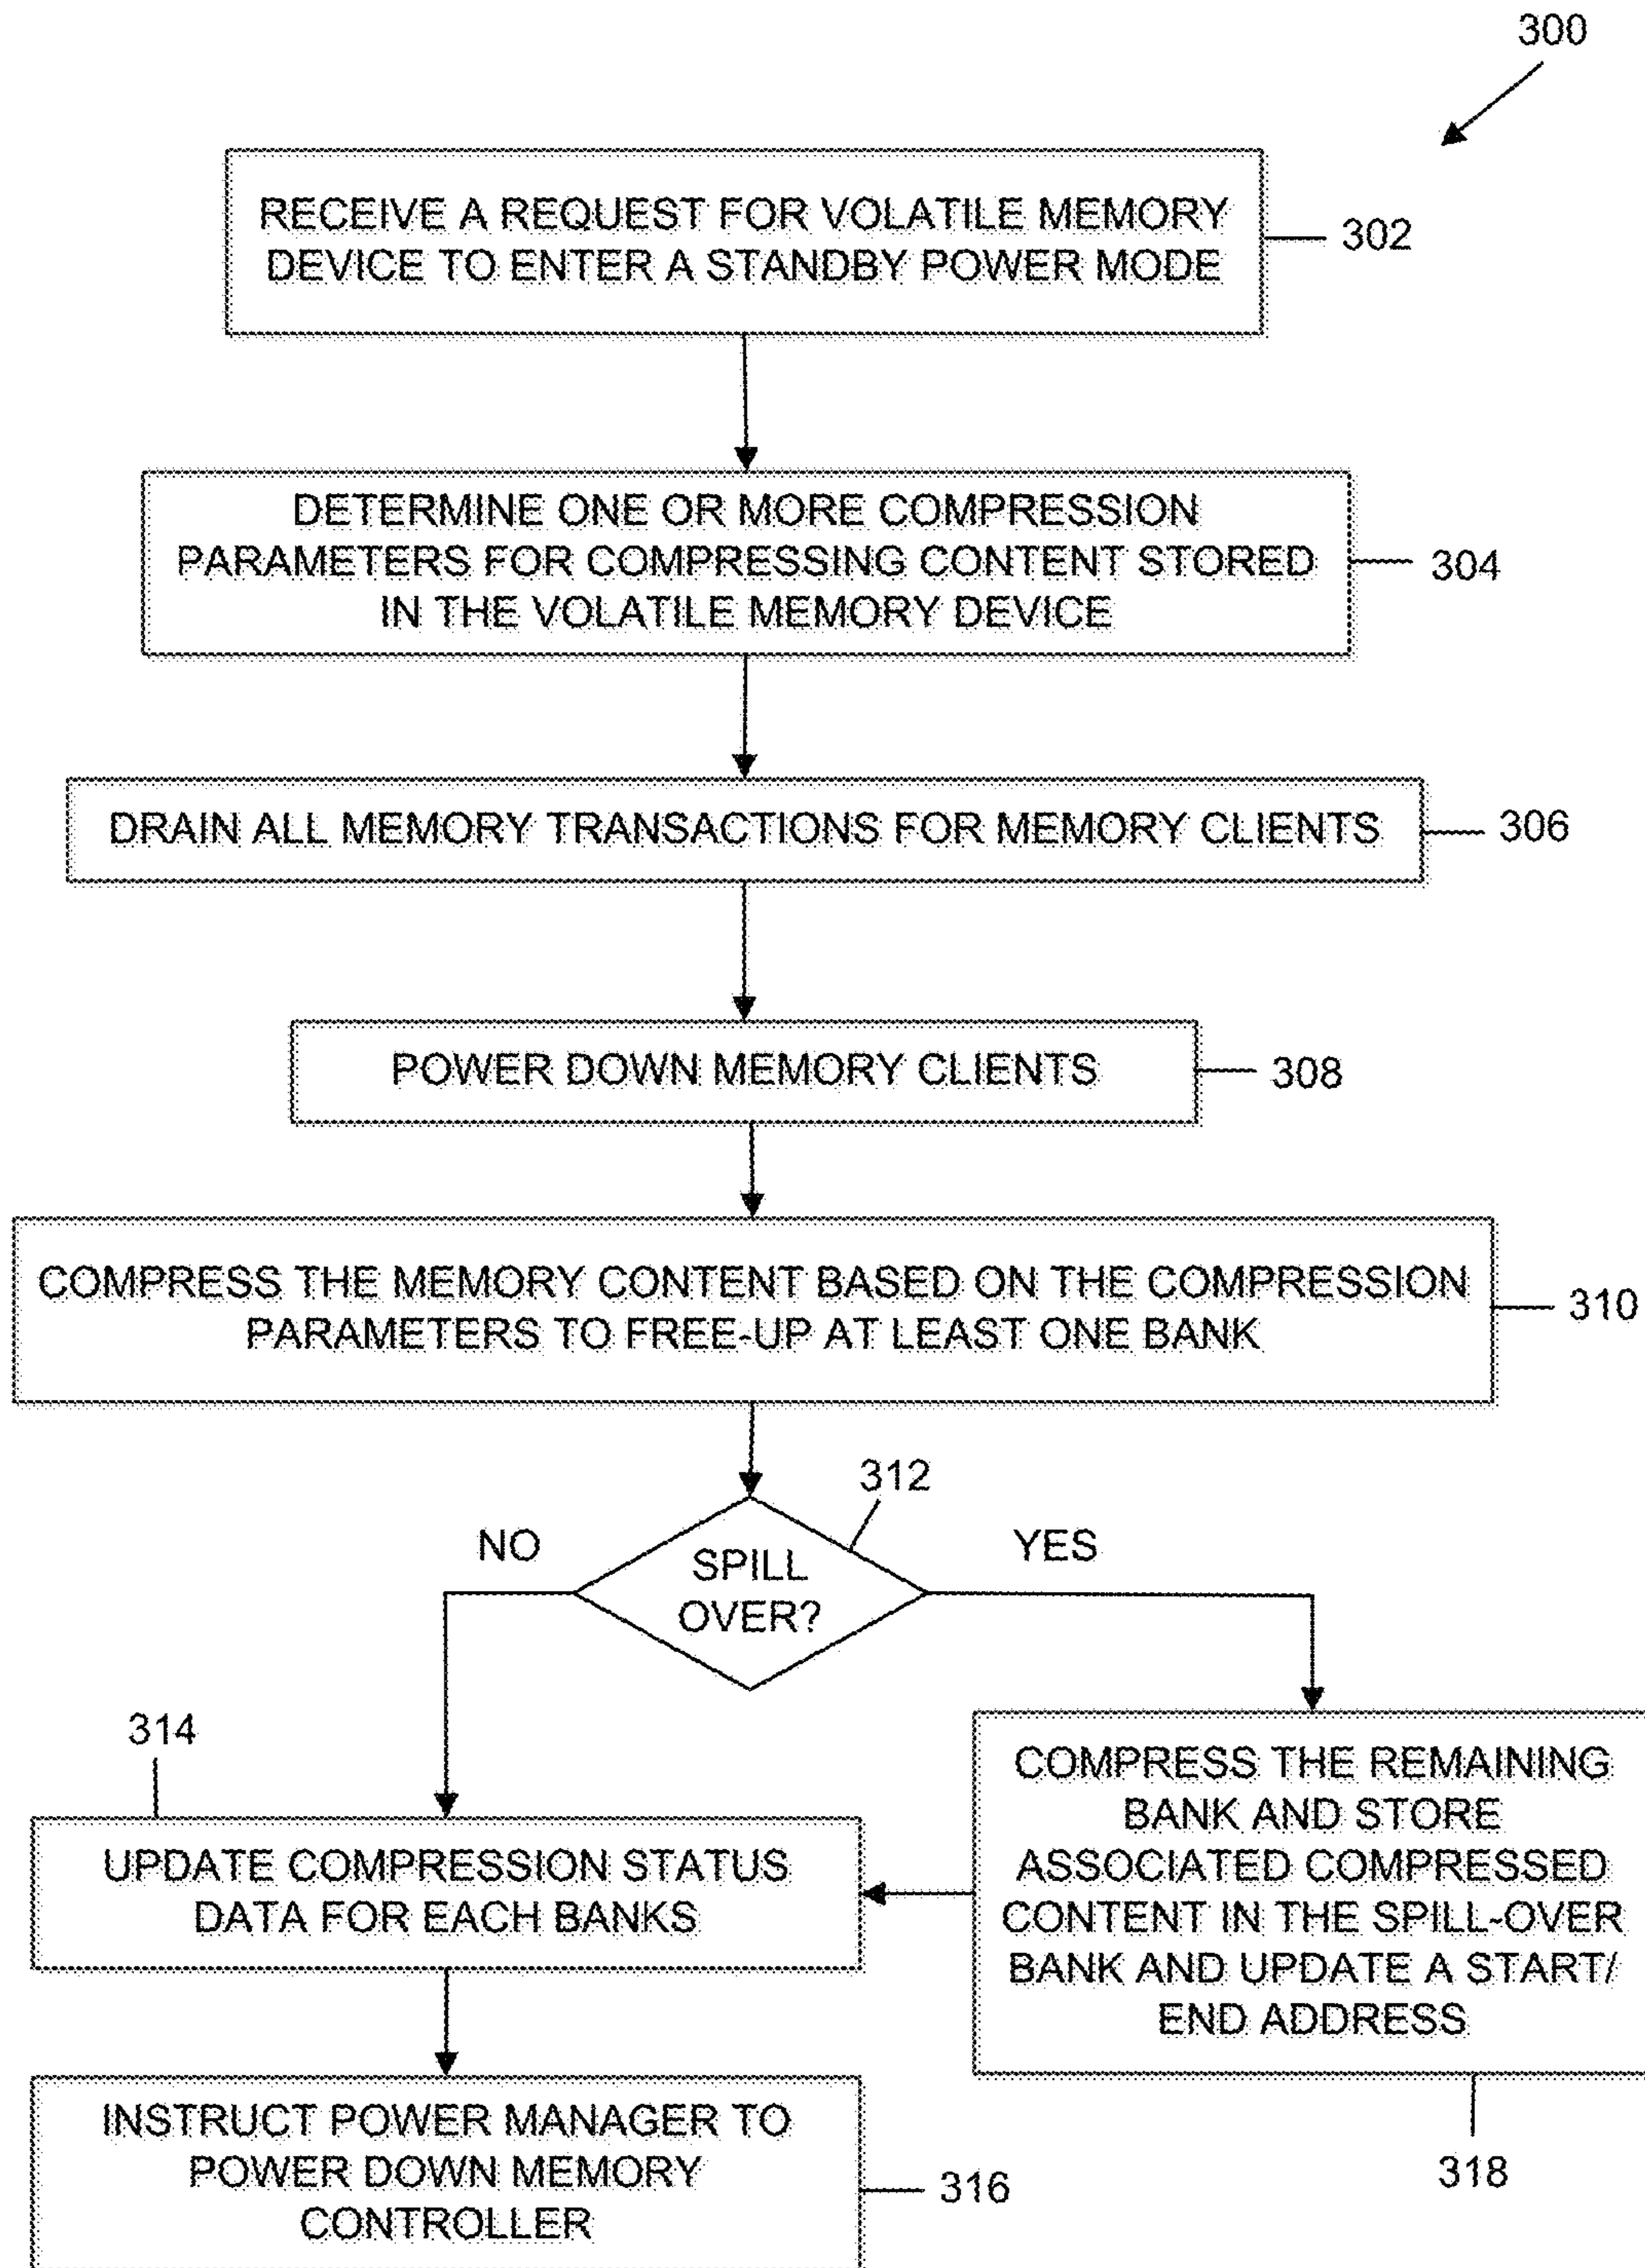 300
RECEIVE A REQUEST FOR VOLATILE MEMORY
DEVICE TO ENTER A STANDBY POWER MODE
302
DETERMINE ONE OR MORE COMPRESSION
PARAMETERS FOR COMPRESSING CONTENT STORED
IN THE VOLATILE MEMORY DEVICE
304
DRAIN ALL MEMORY TRANSACTIONS FOR MEMORY CLIENTS
306
POWER DOWN MEMORY CLIENTS
308
COMPRESS THE MEMORY CONTENT BASED ON THE COMPRESSION
PARAMETERS TO FREE-UP AT LEAST ONE BANK
310
312
NO
SPILL
OVER?
YES
314
UPDATE COMPRESSION STATUS
DATA FOR EACH BANKS
COMPRESS THE REMAINING
BANK AND STORE
ASSOCIATED COMPRESSED
CONTENT IN THE SPILL-OVER
BANK AND UPDATE A START/
END ADDRESS
318
INSTRUCT POWER MANAGER TO
POWER DOWN MEMORY
CONTROLLER
316